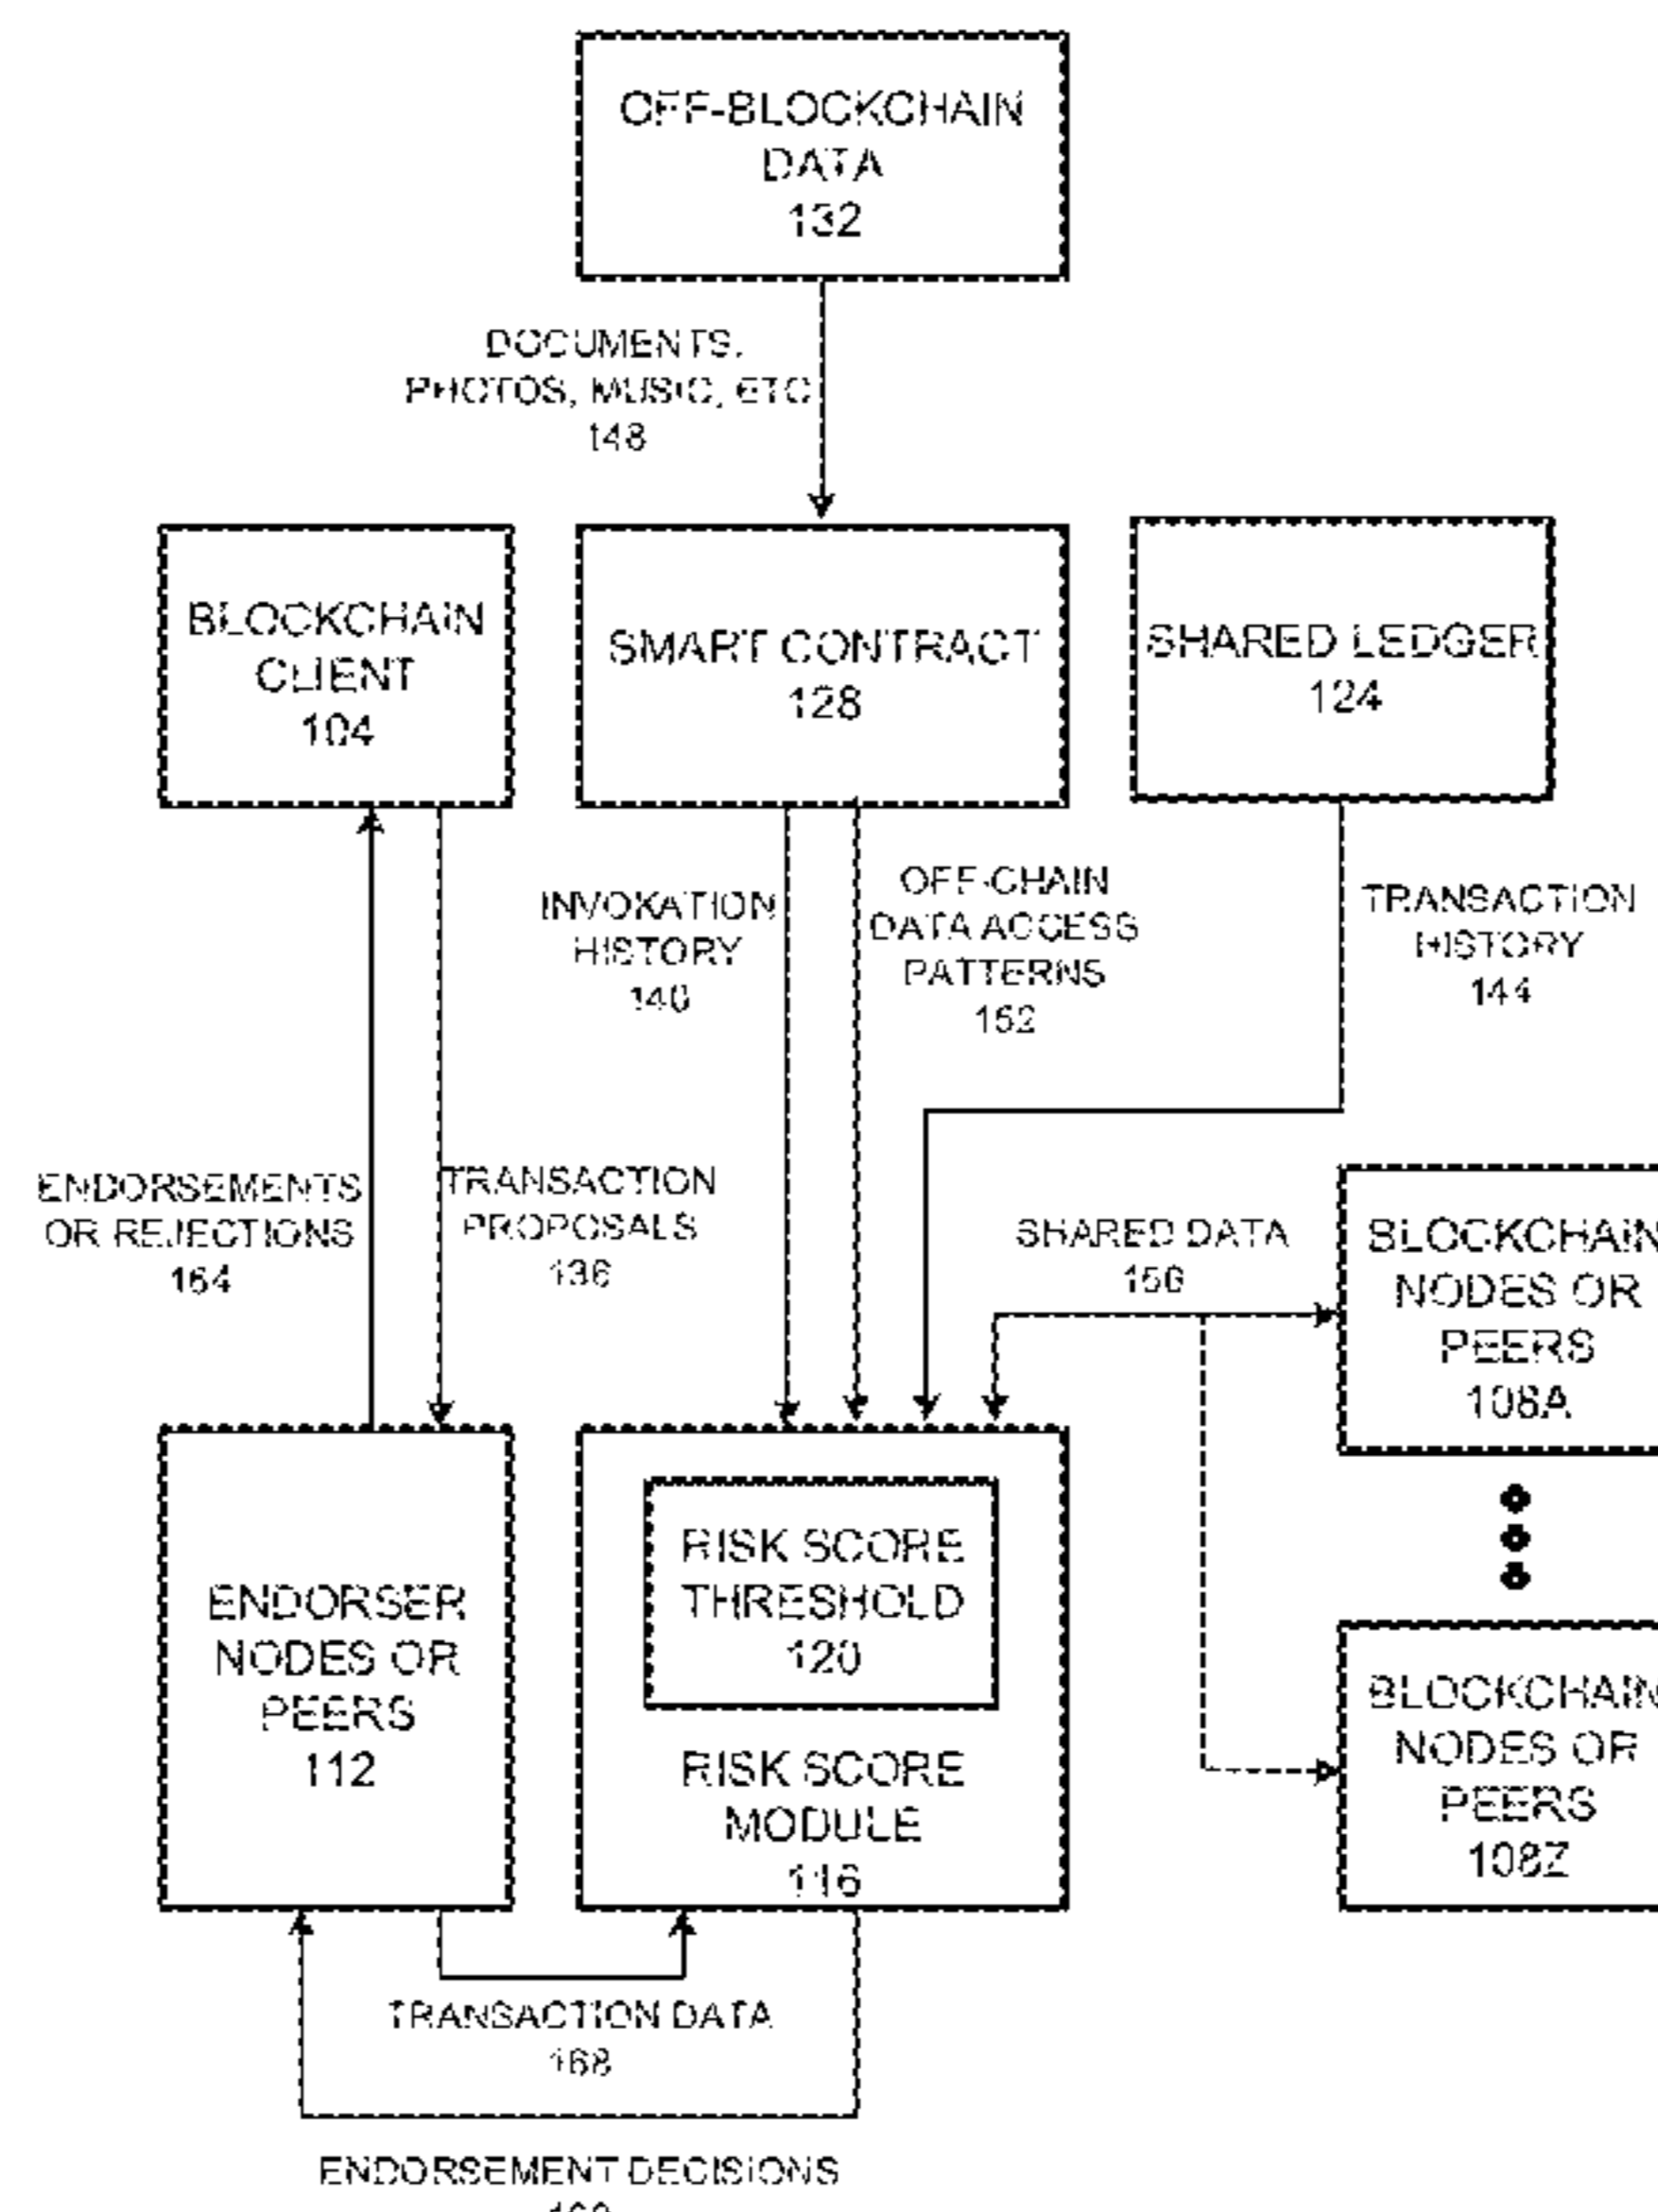 OFF-BLOCKCHAIN
DATA
132
DOCUMENTS,
PHOTOS, MUSIC, ETC
148
BLOCKCHAIN
CLIENT
104
SMART CONTRACT
128
SHARED LEDGER
124
INVOKATION
HISTORY
140
OFF-CHAIN
DATA ACCESS
PATTERNS
152
TRANSACTION
HISTORY
144
ENDORSEMENTS
OR REJECTIONS
164
TRANSACTION
PROPOSALS
136
SHARED DATA
156
BLOCKCHAIN
NODES OR
PEERS
108A
ENDORSER
NODES OR
PEERS
112
RISK SCORE
THRESHOLD
120
RISK SCORE
MODULE
116
BLOCKCHAIN
NODES OR
PEERS
108Z
TRANSACTION DATA
168
ENDORSEMENT DECISIONS